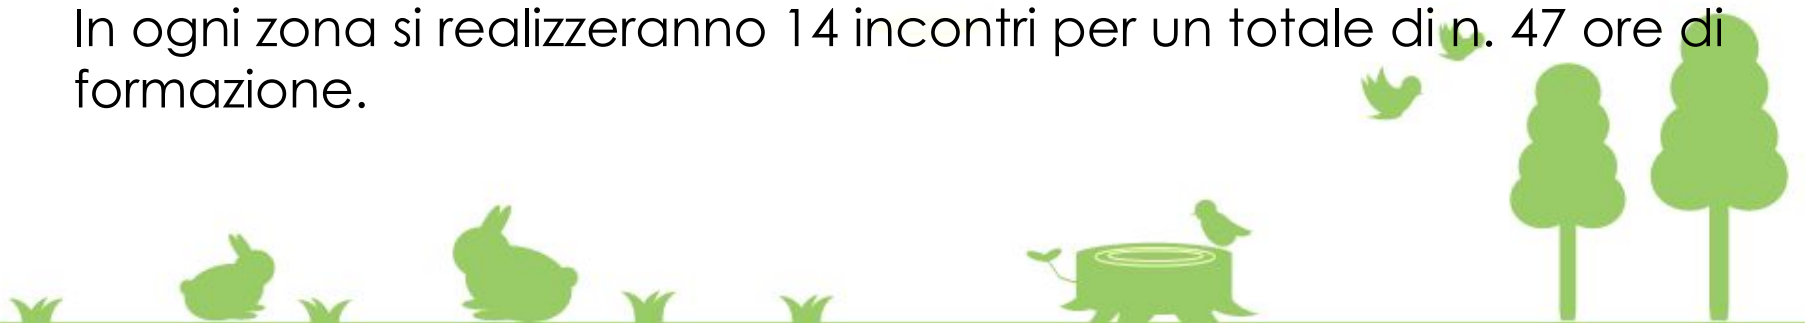 In ogni zona si realizzeranno 14 incontri per un totale di n. 47 ore di
formazione.